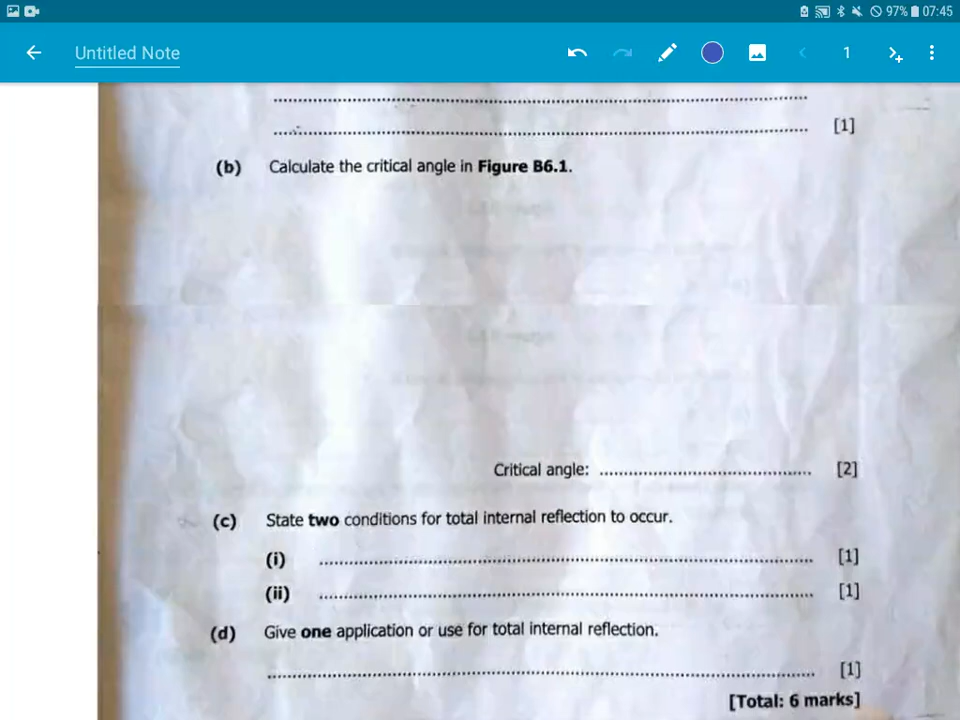 97% 07:45
Untitled Note
1
[1]
(b) Calculate the critical angle in Figure B6.1.
Critical angle: [2]
(c) State two conditions for total internal reflection to occur.
(i) [1]
(ii) [1]
(d) Give one application or use for total internal reflection.
[1]
[Total: 6 marks]